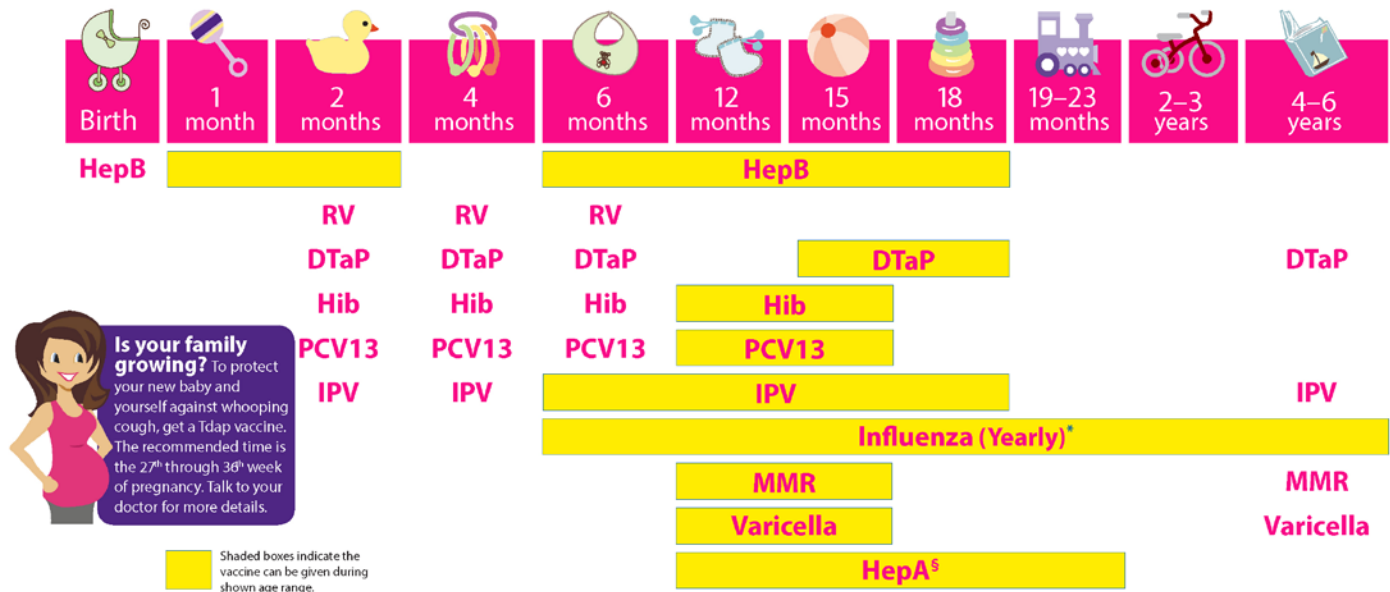 Birth
1
month
2
months
4
months
6
months
12
months
15
months
18
months
19–23
months
2–3
years
4–6
years
HepB HepB
RV RV RV
DTaP DTaP DTaP DTaP DTaP
Hib Hib Hib Hib
PCV13 PCV13 PCV13 PCV13
IPV IPV IPV IPV
Influenza (Yearly)*
MMR MMR
Varicella Varicella
HepA§
Is your family
growing? To protect
your new baby and
yourself against whooping
cough, get a Tdap vaccine.
The recommended time is
the 27th through 36th week
of pregnancy. Talk to your
doctor for more details.
Shaded boxes indicate the
vaccine can be given during
shown age range.